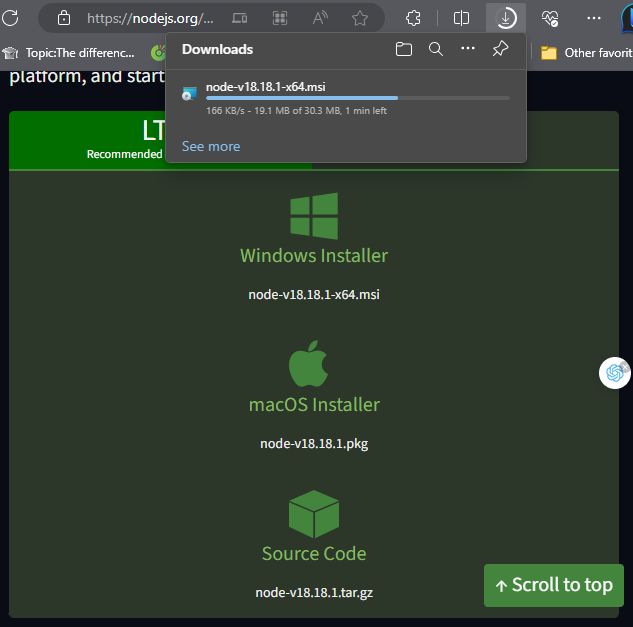 https://nodejs.org/...
Topic:The differenc...
Other favorit
Downloads
node-v18.18.1-x64.msi
166 KB/s - 19.1 MB of 30.3 MB, 1 min left
See more
platform, and start
LT
Recommended
Windows Installer
node-v18.18.1-x64.msi
macOS Installer
node-v18.18.1.pkg
Source Code
node-v18.18.1.tar.gz
↑ Scroll to top